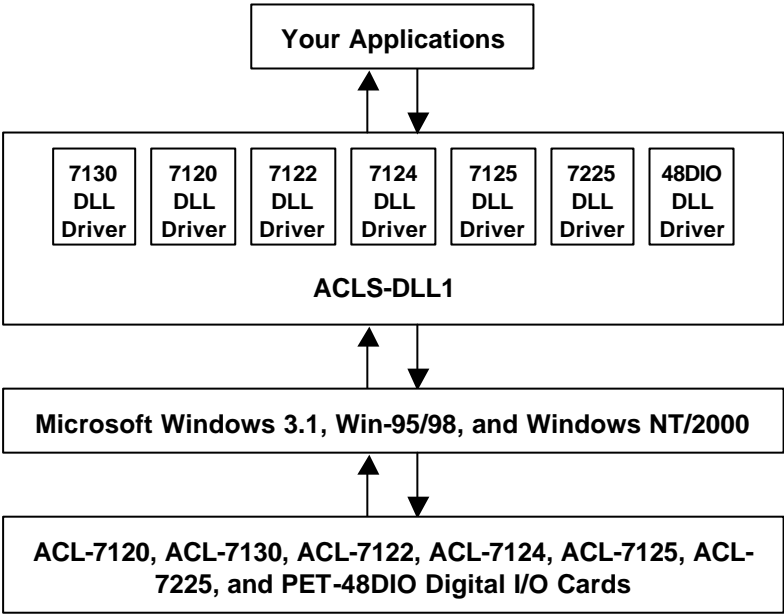 Your Applications
7130 DLL Driver
7120 DLL Driver
7122 DLL Driver
7124 DLL Driver
7125 DLL Driver
7225 DLL Driver
48DIO DLL Driver
ACLS-DLL1
Microsoft Windows 3.1, Win-95/98, and Windows NT/2000
ACL-7120, ACL-7130, ACL-7122, ACL-7124, ACL-7125, ACL-
7225, and PET-48DIO Digital I/O Cards